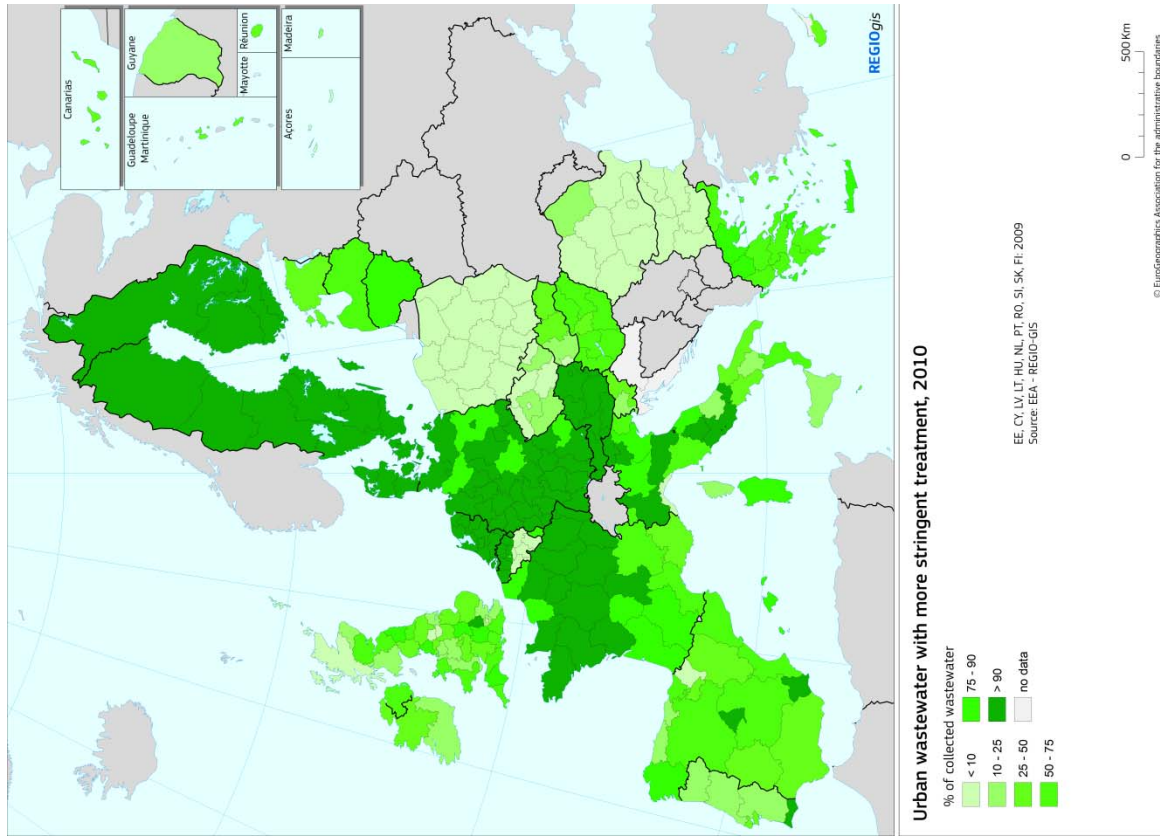 Canarias
Guyane
Guadeloupe
Martinique
Mayotte
Réunion
Açores
Madeira
REGIOgis
Urban wastewater with more stringent treatment, 2010
% of collected wastewater
< 10
10 - 25
25 - 50
50 - 75
75 - 90
> 90
no data
EE, CY, LV, LT, HU, NL, PT, RO, SI, SK, FI: 2009
Source: EEA - REGIO-GIS
0 500 Km
© EuroGeographics Association for the administrative boundaries